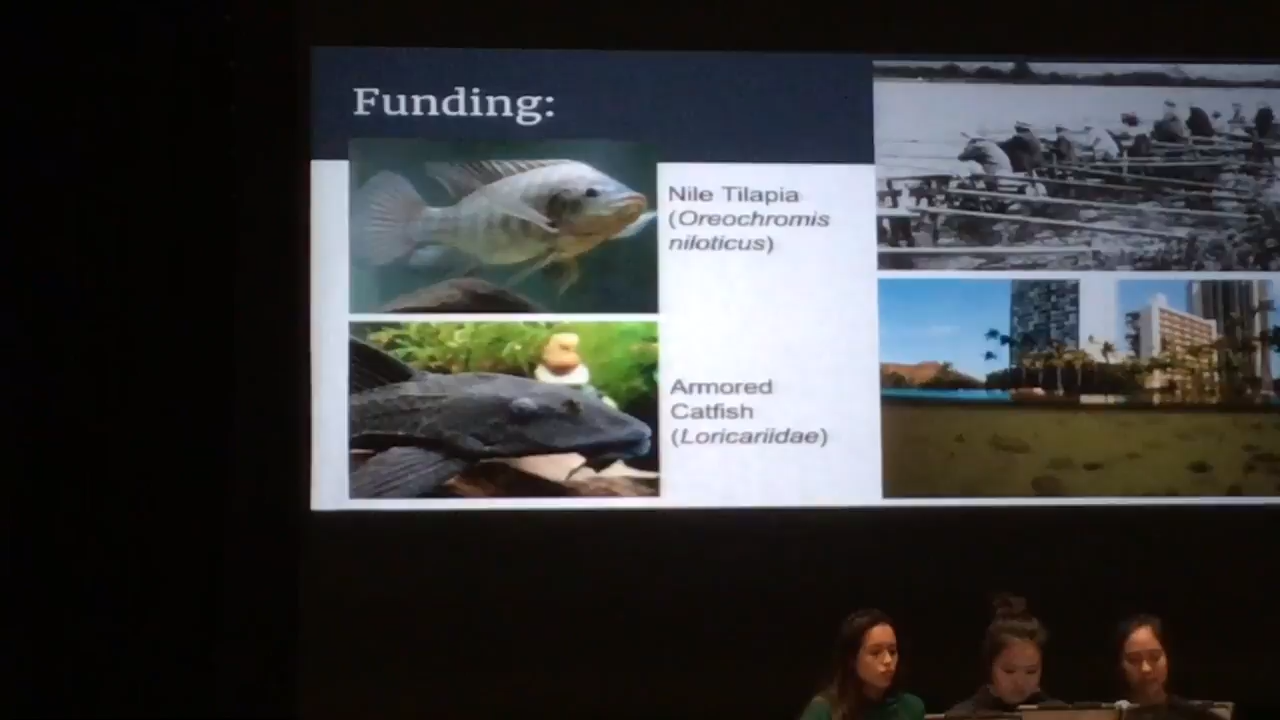 Funding:
Nile Tilapia
(Oreochromis
niloticus)
Armored
Catfish
(Loricariidae)